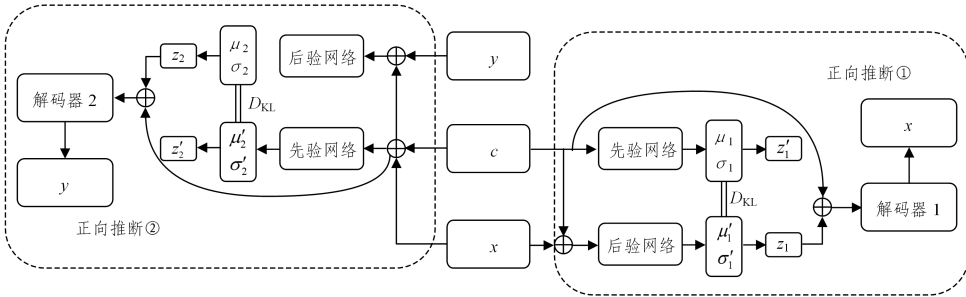 z₂
μ₂
σ₂
后验网络
y
正向推断①
解码器 2
D_KL
x
z′₂
μ′₂
σ′₂
先验网络
c
先验网络
μ₁
σ₁
z′₁
y
D_KL
解码器 1
正向推断②
x
后验网络
μ′₁
σ′₁
z₁